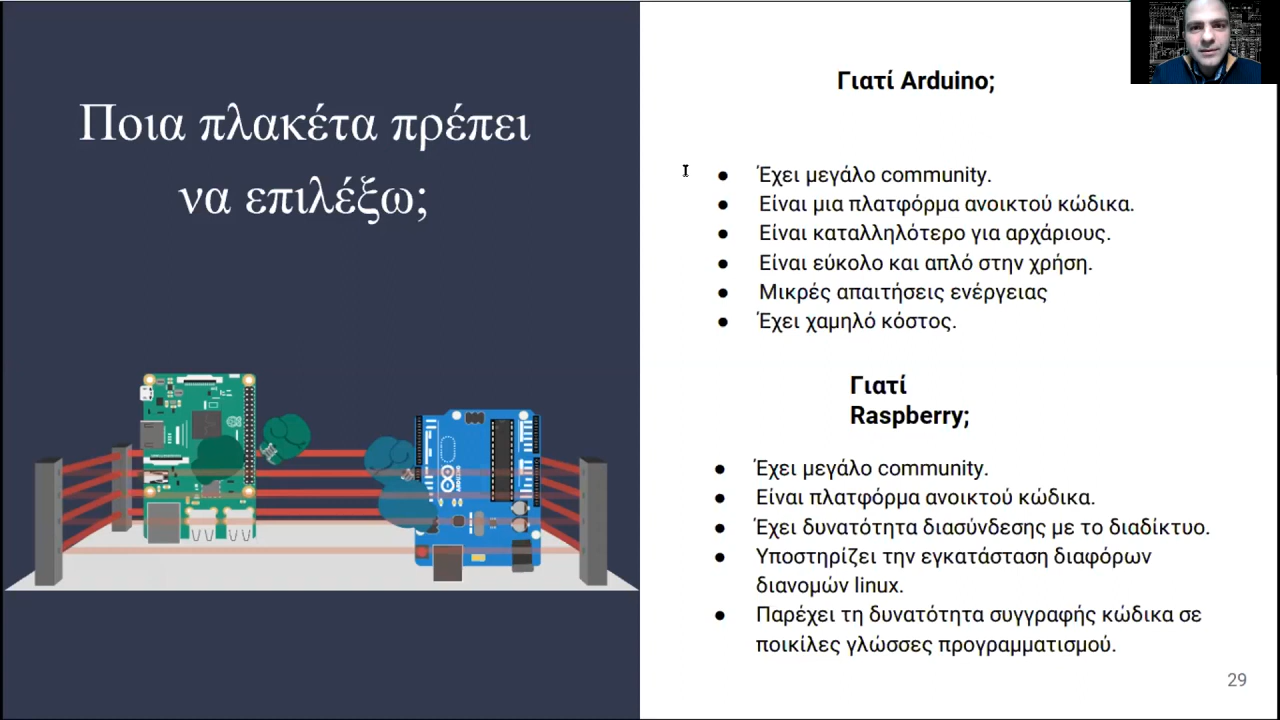 Ποια πλακέτα πρέπει
να επιλέξω;
Γιατί Arduino;
● Έχει μεγάλο community.
● Είναι μια πλατφόρμα ανοικτού κώδικα.
● Είναι καταλληλότερο για αρχάριους.
● Είναι εύκολο και απλό στην χρήση.
● Μικρές απαιτήσεις ενέργειας
● Έχει χαμηλό κόστος.
Γιατί
Raspberry;
● Έχει μεγάλο community.
● Είναι πλατφόρμα ανοικτού κώδικα.
● Έχει δυνατότητα διασύνδεσης με το διαδίκτυο.
● Υποστηρίζει την εγκατάσταση διαφόρων
διανομών linux.
● Παρέχει τη δυνατότητα συγγραφής κώδικα σε
ποικίλες γλώσσες προγραμματισμού.
29
ARDUINO